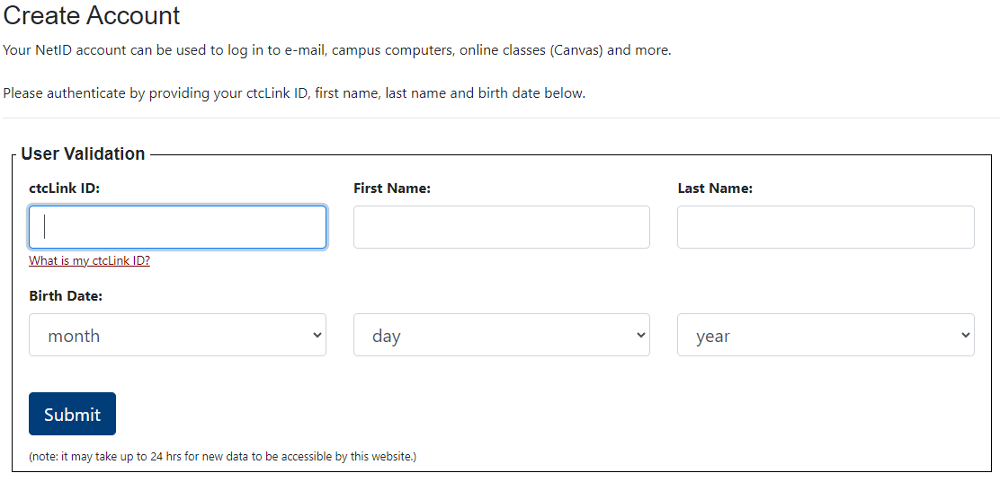 Create Account
Your NetID account can be used to log in to e-mail, campus computers, online classes (Canvas) and more.
Please authenticate by providing your ctcLink ID, first name, last name and birth date below.
User Validation
ctcLink ID: First Name: Last Name:
What is my ctcLink ID?
Birth Date:
month day year
Submit
(note: it may take up to 24 hrs for new data to be accessible by this website.)